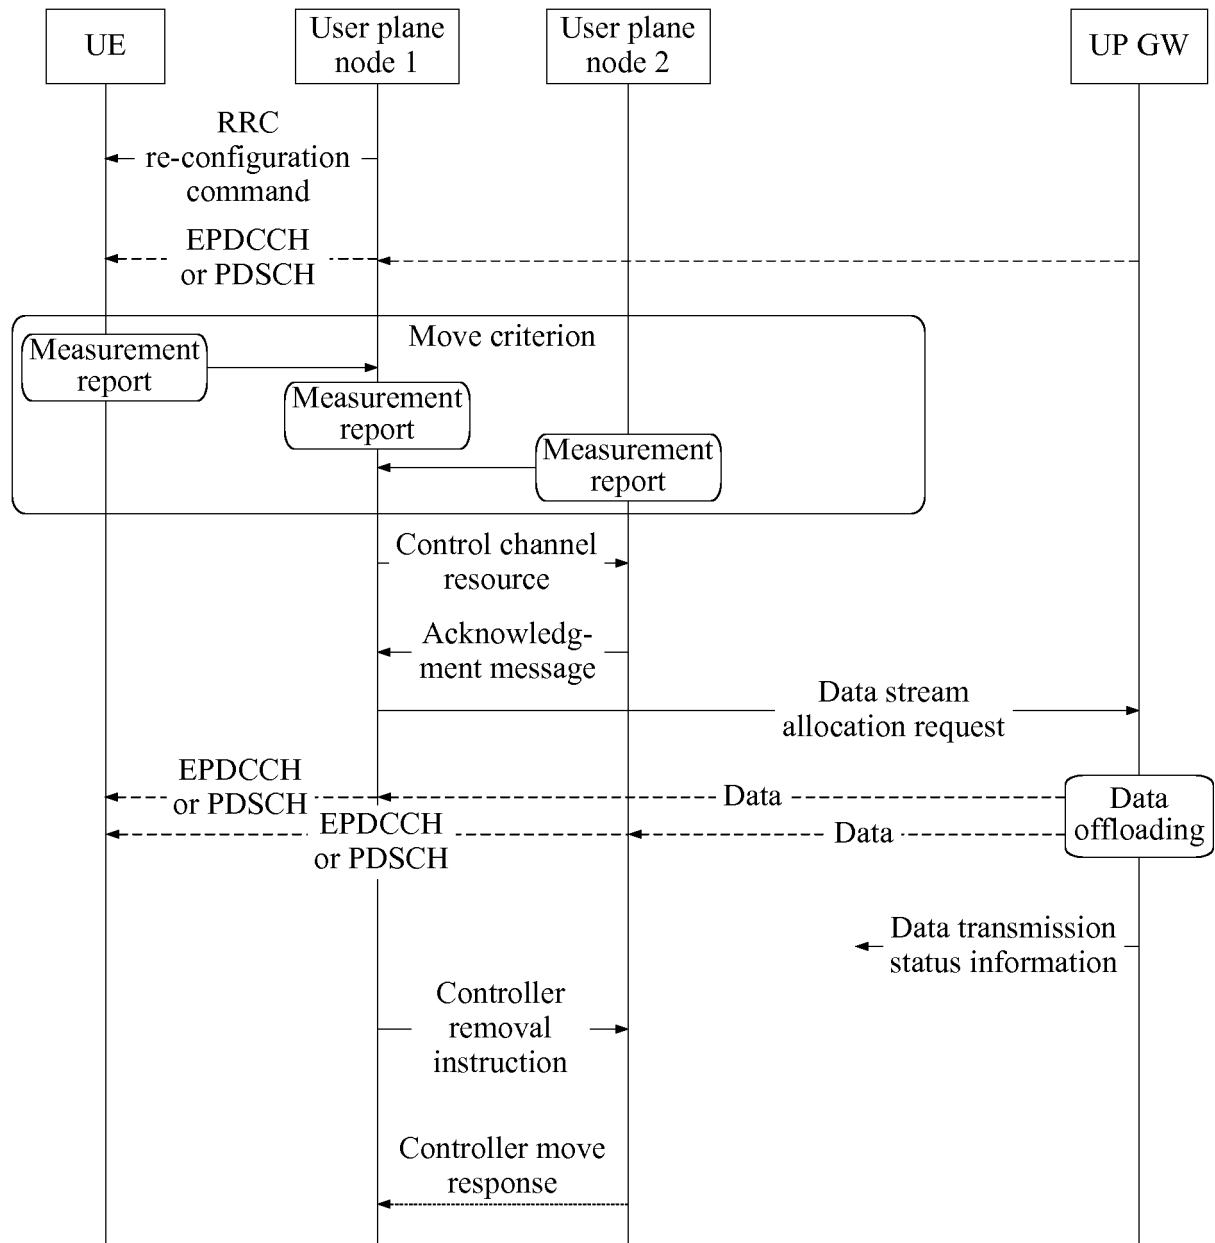 UE
User plane
node 1
User plane
node 2
UP GW
RRC
re-configuration
command
EPDCCH
or PDSCH
Move criterion
Measurement
report
Measurement
report
Measurement
report
Control channel
resource
Acknowledg-
ment message
Data stream
allocation request
EPDCCH
or PDSCH
Data
Data
offloading
EPDCCH
or PDSCH
Data
Data transmission
status information
Controller
removal
instruction
Controller move
response